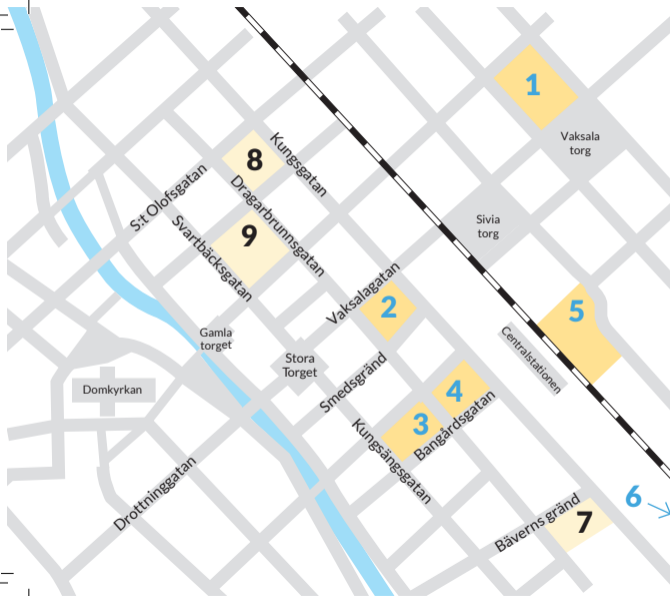 1
Vaksala
torg
Kungsgatan
8
S:t Olofsgatan
Dragarbrunnsgatan
Svartbäcksgatan
9
Sivia
torg
Vaksalagatan
2
5
Gamla
torget
Stora
Torget
Centralstationen
Smedsgränd
Domkyrkan
4
3
Bangårdsgatan
Kungsängsgatan
Drottninggatan
6
Bäverns gränd
7